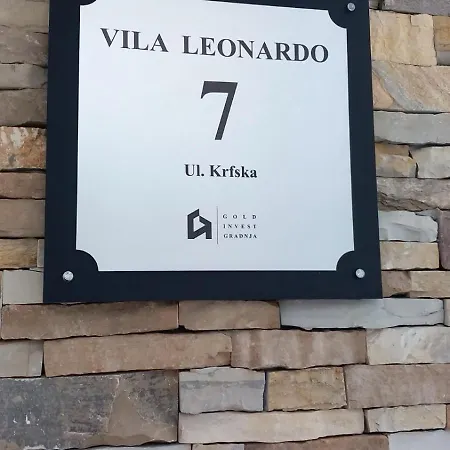 VILA LEONARDO
7
Ul. Krfska
GOLD
INVEST
GRADNJA